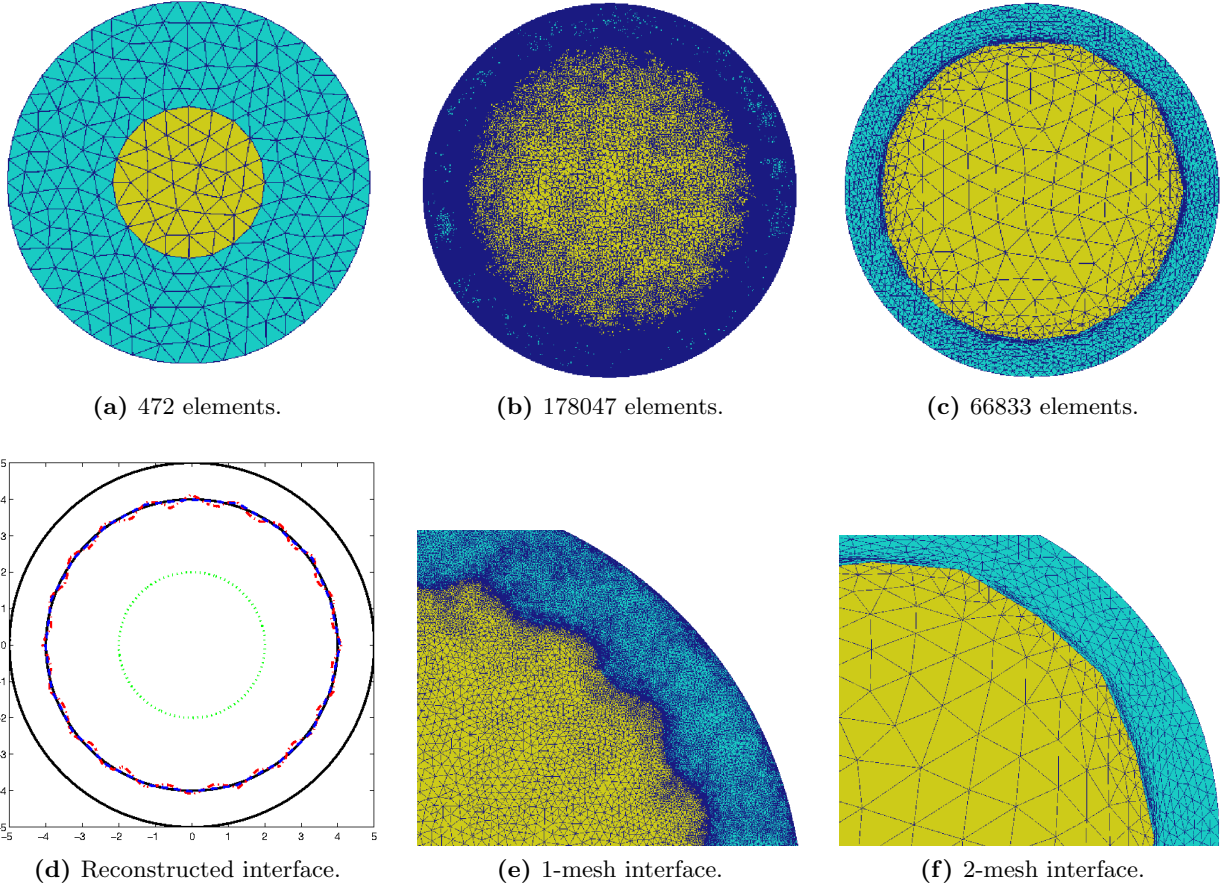 (a) 472 elements.
(b) 178047 elements.
(c) 66833 elements.
5
4
3
2
1
0
-1
-2
-3
-4
-5
-5 -4 -3 -2 -1 0 1 2 3 4 5
(d) Reconstructed interface.
(e) 1-mesh interface.
(f) 2-mesh interface.